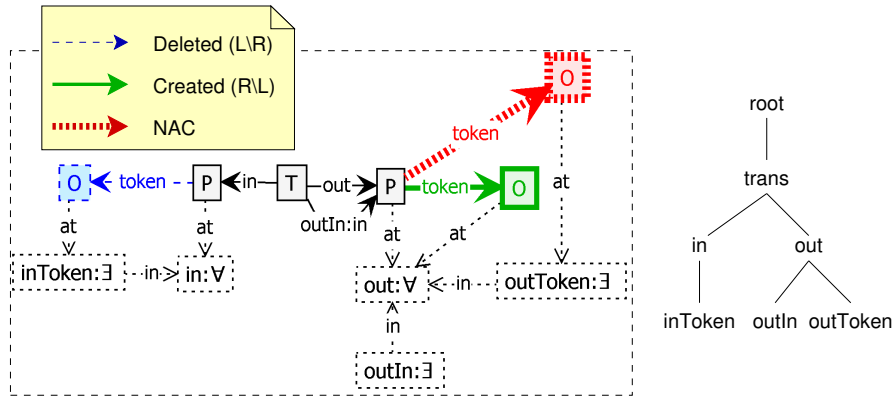 Deleted (L\R)
Created (R\L)
NAC
O
token
O
token
P
in
T
out
P
token
O
outIn:in
at
at
at
at
at
inToken:∃
in
in:∀
out:∀
in
outToken:∃
in
outIn:∃
root
trans
in
out
inToken
outIn
outToken